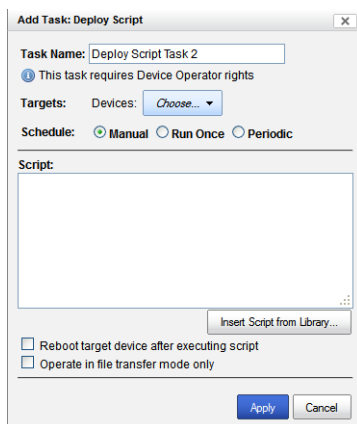 Add Task: Deploy Script
Task Name: Deploy Script Task 2
This task requires Device Operator rights
Targets: Devices: Choose...
Schedule: Manual Run Once Periodic
Script:
Insert Script from Library...
Reboot target device after executing script
Operate in file transfer mode only
Apply Cancel